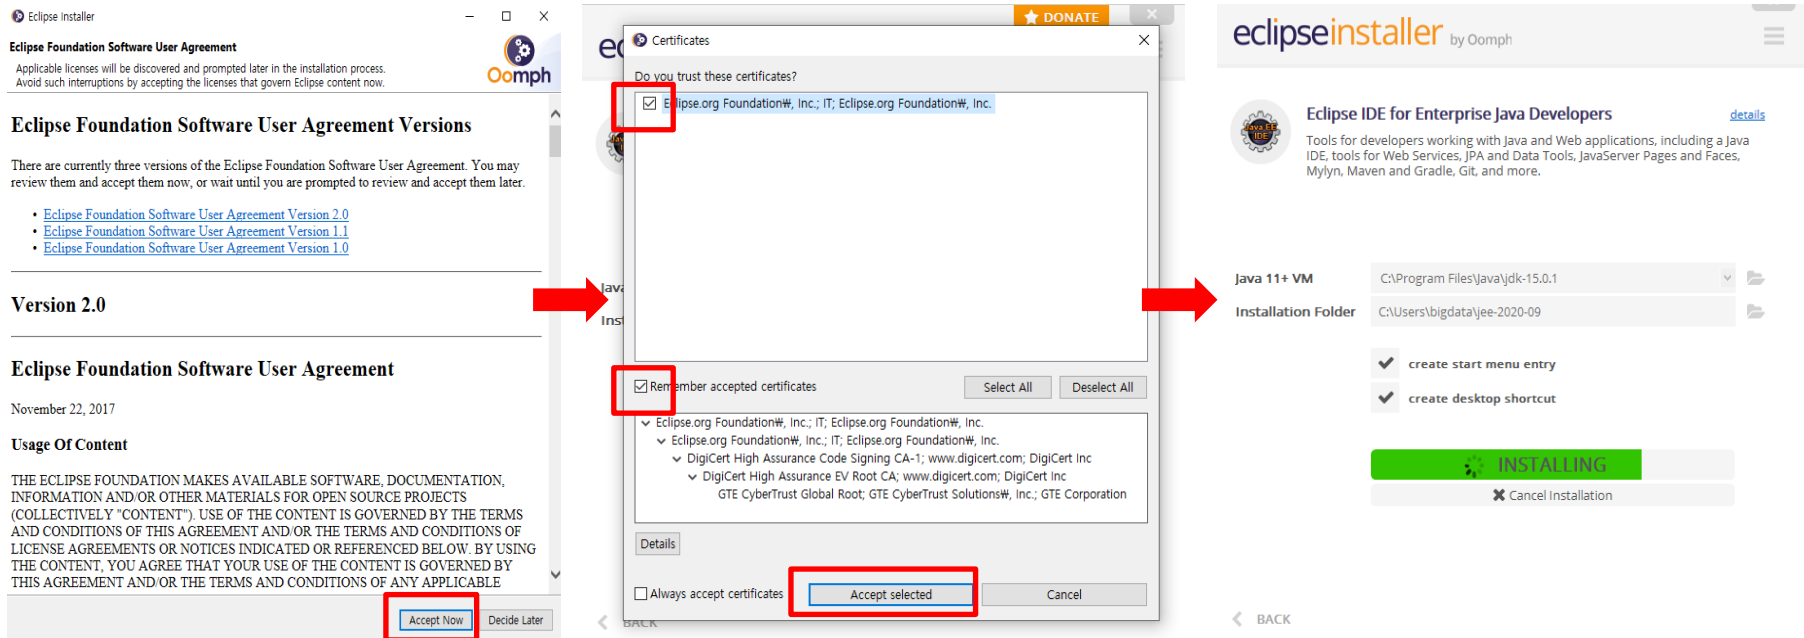 Eclipse Installer
Eclipse Foundation Software User Agreement
Applicable licenses will be discovered and prompted later in the installation process.
Avoid such interruptions by accepting the licenses that govern Eclipse content now.
Oomph
Eclipse Foundation Software User Agreement Versions
There are currently three versions of the Eclipse Foundation Software User Agreement. You may
review them and accept them now, or wait until you are prompted to review and accept them later.
• Eclipse Foundation Software User Agreement Version 2.0
• Eclipse Foundation Software User Agreement Version 1.1
• Eclipse Foundation Software User Agreement Version 1.0
Version 2.0
Eclipse Foundation Software User Agreement
November 22, 2017
Usage Of Content
THE ECLIPSE FOUNDATION MAKES AVAILABLE SOFTWARE, DOCUMENTATION,
INFORMATION AND/OR OTHER MATERIALS FOR OPEN SOURCE PROJECTS
(COLLECTIVELY "CONTENT"). USE OF THE CONTENT IS GOVERNED BY THE TERMS
AND CONDITIONS OF THIS AGREEMENT AND/OR THE TERMS AND CONDITIONS OF
LICENSE AGREEMENTS OR NOTICES INDICATED OR REFERENCED BELOW. BY USING
THE CONTENT, YOU AGREE THAT YOUR USE OF THE CONTENT IS GOVERNED BY
THIS AGREEMENT AND/OR THE TERMS AND CONDITIONS OF ANY APPLICABLE
Accept Now
Decide Later
DONATE
Certificates
Do you trust these certificates?
Eclipse.org Foundation₩, Inc.; IT; Eclipse.org Foundation₩, Inc.
Remember accepted certificates
Select All
Deselect All
Eclipse.org Foundation₩, Inc.; IT; Eclipse.org Foundation₩, Inc.
Eclipse.org Foundation₩, Inc.; IT; Eclipse.org Foundation₩, Inc.
DigiCert High Assurance Code Signing CA-1; www.digicert.com; DigiCert Inc
DigiCert High Assurance EV Root CA; www.digicert.com; DigiCert Inc
GTE CyberTrust Global Root; GTE CyberTrust Solutions₩, Inc.; GTE Corporation
Details
Always accept certificates
Accept selected
Cancel
BACK
eclipseinstaller by Oomph
Eclipse IDE for Enterprise Java Developers
details
Java EE
IDE
Tools for developers working with Java and Web applications, including a Java
IDE, tools for Web Services, JPA and Data Tools, JavaServer Pages and Faces,
Mylyn, Maven and Gradle, Git, and more.
Java 11+ VM
C:\Program Files\Java\jdk-15.0.1
Installation Folder
C:\Users\bigdata\jee-2020-09
create start menu entry
create desktop shortcut
INSTALLING
Cancel Installation
BACK